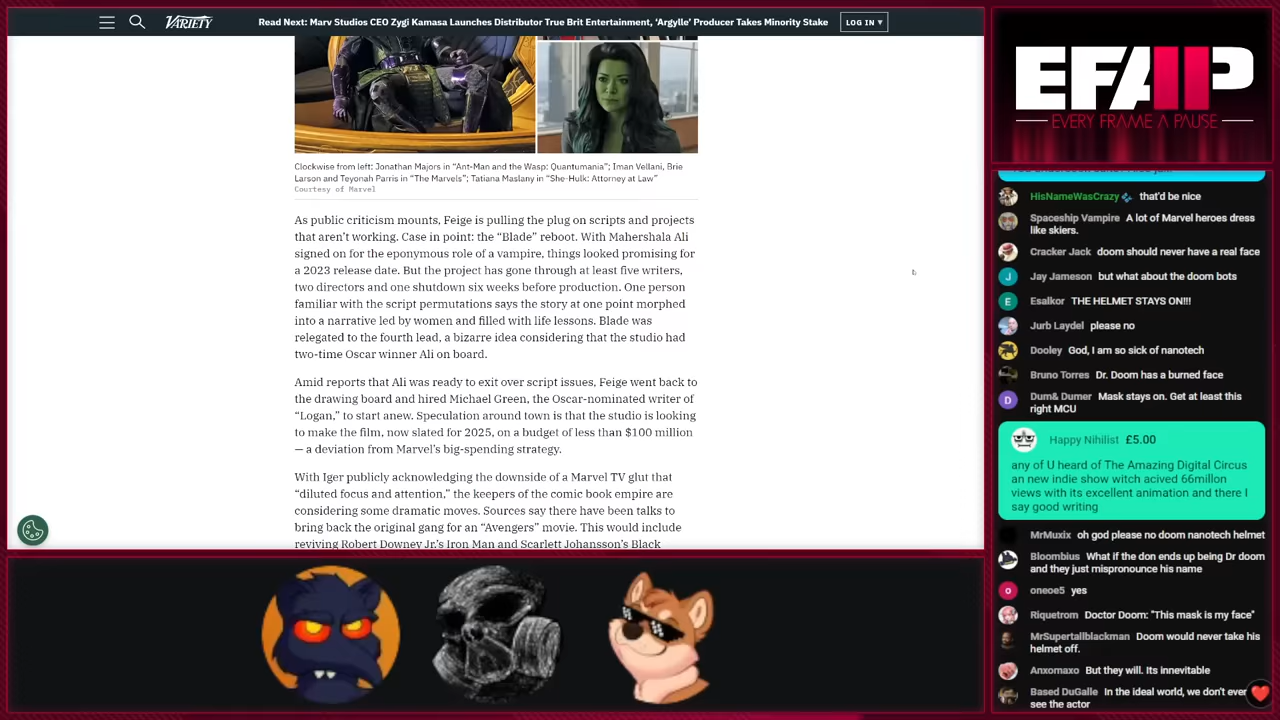 VARIETY
Read Next: Marv Studios CEO Zygi Kamasa Launches Distributor True Brit Entertainment, ‘Argylle’ Producer Takes Minority Stake
LOG IN ▾
Clockwise from left: Jonathan Majors in “Ant-Man and the Wasp: Quantumania”; Iman Vellani, Brie
Larson and Teyonah Parris in “The Marvels”; Tatiana Maslany in “She-Hulk: Attorney at Law”
Courtesy of Marvel
As public criticism mounts, Feige is pulling the plug on scripts and projects
that aren’t working. Case in point: the “Blade” reboot. With Mahershala Ali
signed on for the eponymous role of a vampire, things looked promising for
a 2023 release date. But the project has gone through at least five writers,
two directors and one shutdown six weeks before production. One person
familiar with the script permutations says the story at one point morphed
into a narrative led by women and filled with life lessons. Blade was
relegated to the fourth lead, a bizarre idea considering that the studio had
two-time Oscar winner Ali on board.
Amid reports that Ali was ready to exit over script issues, Feige went back to
the drawing board and hired Michael Green, the Oscar-nominated writer of
“Logan,” to start anew. Speculation around town is that the studio is looking
to make the film, now slated for 2025, on a budget of less than $100 million
— a deviation from Marvel’s big-spending strategy.
With Iger publicly acknowledging the downside of a Marvel TV glut that
“diluted focus and attention,” the keepers of the comic book empire are
considering some dramatic moves. Sources say there have been talks to
bring back the original gang for an “Avengers” movie. This would include
reviving Robert Downey Jr.’s Iron Man and Scarlett Johansson’s Black
EFAP
EVERY FRAME A PAUSE
HisNameWasCrazy that'd be nice
Spaceship Vampire A lot of Marvel heroes dress
like skiers.
Cracker Jack doom should never have a real face
J Jay Jameson but what about the doom bots
E Esalkor THE HELMET STAYS ON!!!
Jurb Laydel please no
Dooley God, I am so sick of nanotech
Bruno Torres Dr. Doom has a burned face
D Dum& Dumer Mask stays on. Get at least this
right MCU
Happy Nihilist £5.00
any of U heard of The Amazing Digital Circus
an new indie show witch acived 66millon
views with its excellent animation and there I
say good writing
MrMuxix oh god please no doom nanotech helmet
Bloombius What if the don ends up being Dr doom
and they just mispronounce his name
o oneoe5 yes
Riquetrom Doctor Doom: "This mask is my face"
MrSupertallblackman Doom would never take his
helmet off.
Anxomaxo But they will. Its innevitable
Based DuGalle In the ideal world, we don't ever
see the actor